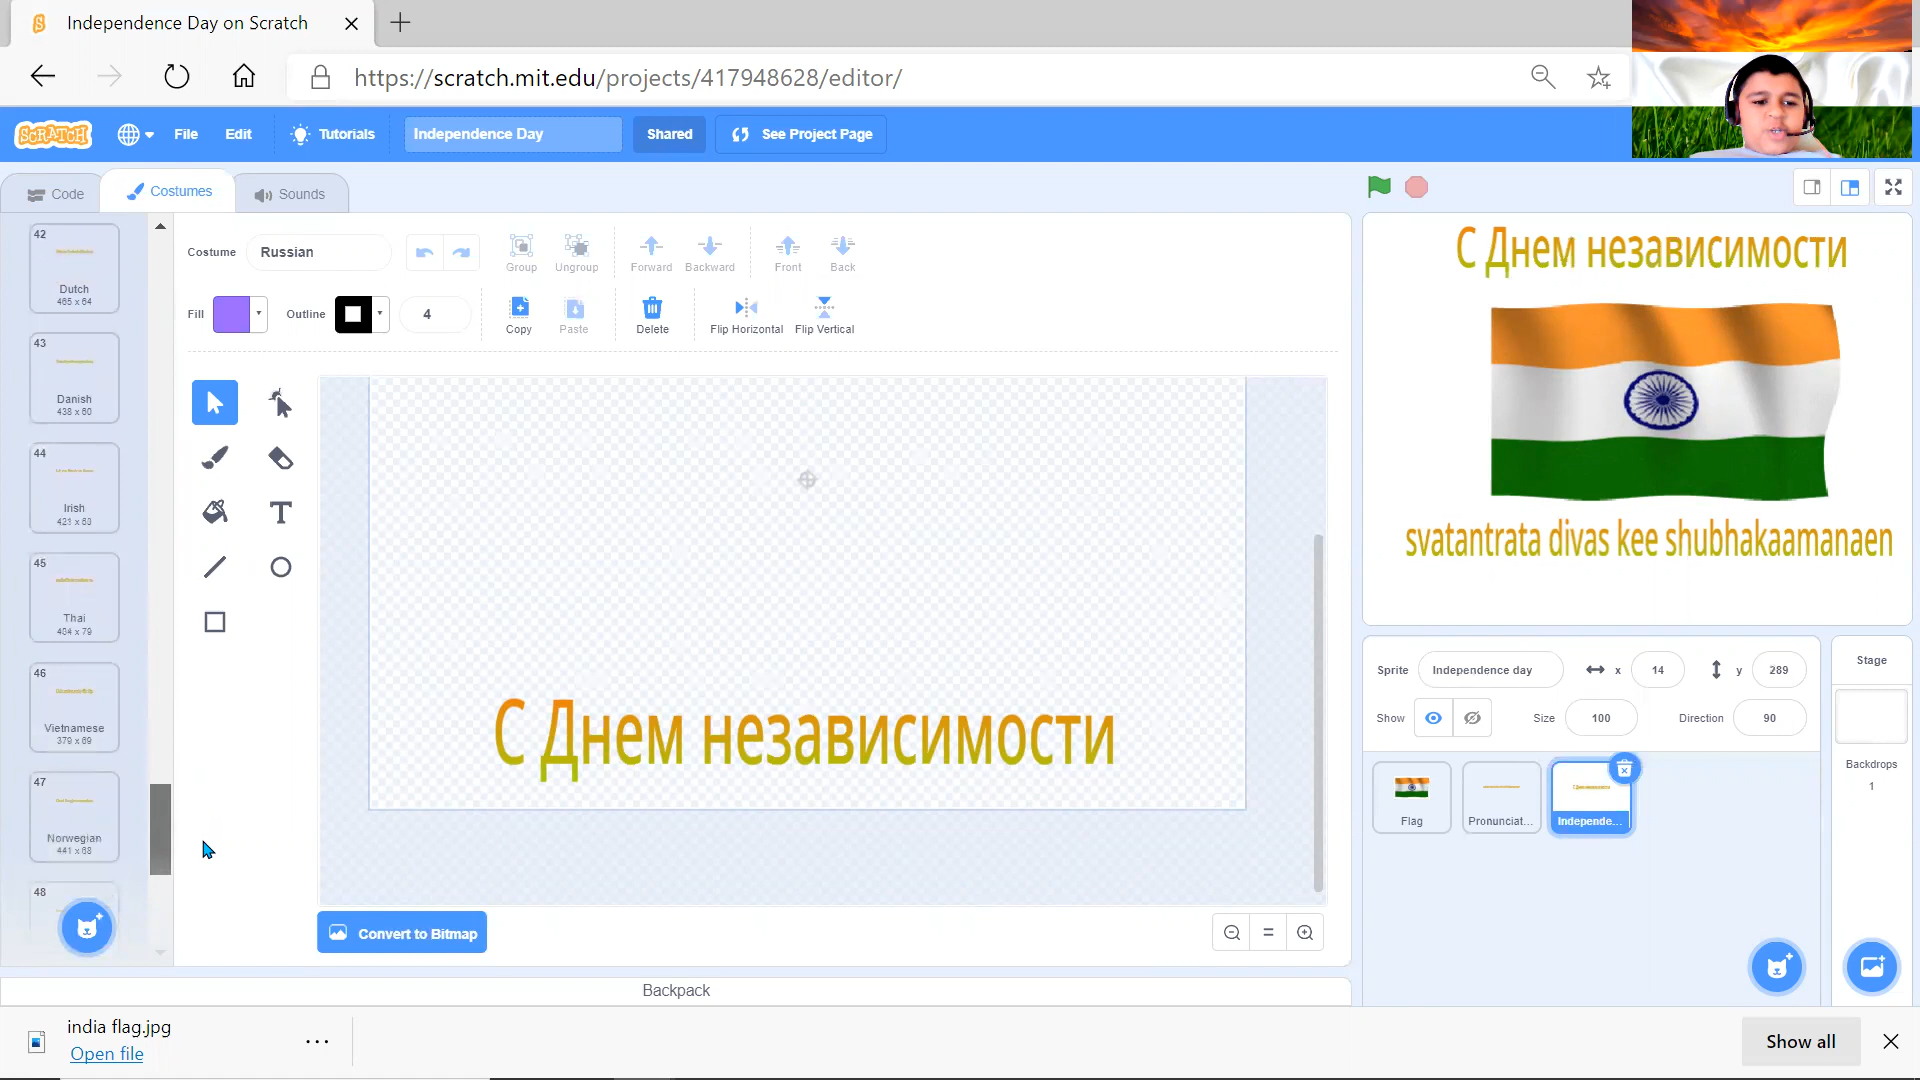 Independence Day on Scratch
https://scratch.mit.edu/projects/417948628/editor/
SCRATCH
File
Edit
Tutorials
Independence Day
Shared
See Project Page
Code
Costumes
Sounds
42
Dutch
465 x 64
43
Danish
438 x 60
44
Irish
45
Thai
484 x 79
46
Vietnamese
379 x 69
47
Norwegian
441 x 68
48
Costume
Russian
Group
Ungroup
Forward
Backward
Front
Back
Fill
Outline
4
Copy
Paste
Delete
Flip Horizontal
Flip Vertical
С Днем независимости
Convert to Bitmap
Backpack
С Днем независимости
svatantrata divas kee shubhakaamanaen
Sprite
Independence day
x
14
y
289
Show
Size
100
Direction
90
Flag
Pronunciat...
Independe...
Stage
Backdrops
1
india flag.jpg
Open file
Show all